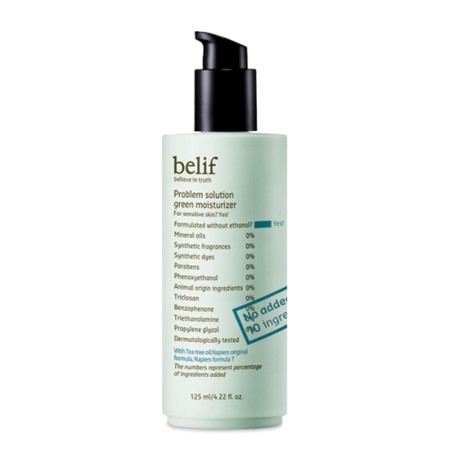 belif
believe in truth
Problem solution
green moisturizer
For sensitive skin? Yes!
Formulated without ethanol? Yes!
Mineral oils 0%
Synthetic fragrances 0%
Synthetic dyes 0%
Parabens 0%
Phenoxyethanol 0%
Animal origin ingredients 0%
Triclosan 0%
Benzophenone 0%
Triethanolamine 0%
Propylene glycol 0%
Dermatologically tested
No added
10 ingre
With Tea tree oil, Napiers original
formula, Napiers formula T
The numbers represent percentage
of ingredients added
125 ml/4.22 fl. oz.